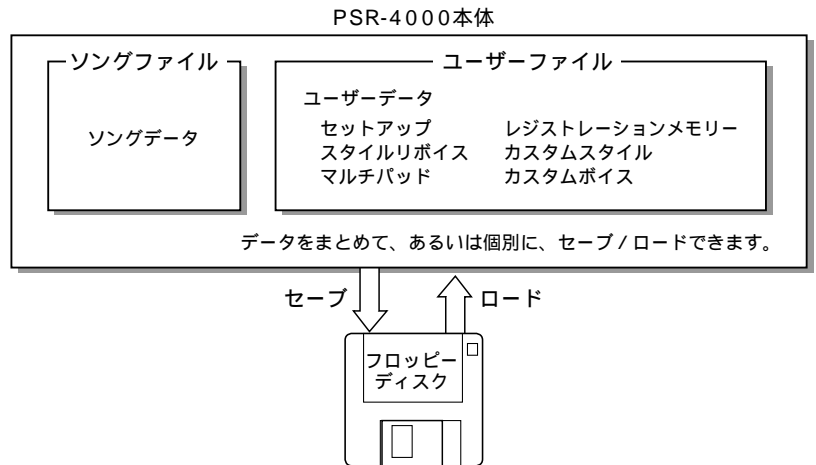 PSR-4000本体
ソングファイル
ソングデータ
ユーザーファイル
ユーザーデータ
セットアップ
スタイルリボイス
マルチパッド
レジストレーションメモリー
カスタムスタイル
カスタムボイス
データをまとめて、あるいは個別に、セーブ / ロードできます。
セーブ
ロード
フロッピー
ディスク